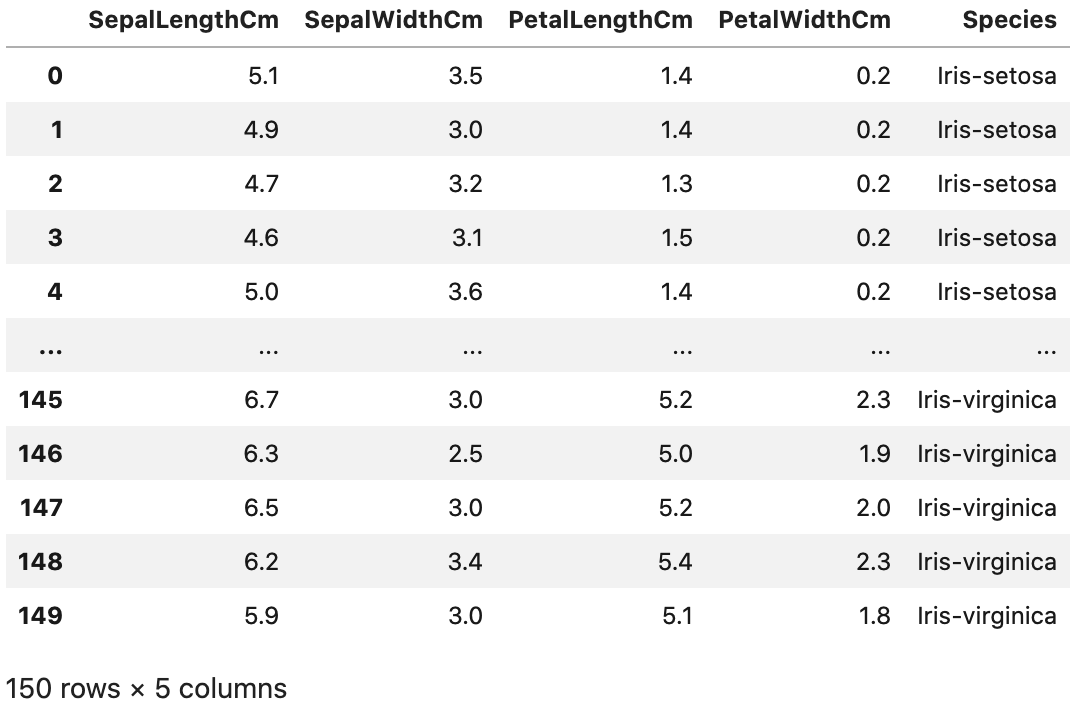 SepalLengthCm SepalWidthCm PetalLengthCm PetalWidthCm Species
0 5.1 3.5 1.4 0.2 Iris-setosa
1 4.9 3.0 1.4 0.2 Iris-setosa
2 4.7 3.2 1.3 0.2 Iris-setosa
3 4.6 3.1 1.5 0.2 Iris-setosa
4 5.0 3.6 1.4 0.2 Iris-setosa
... ... ... ... ... ...
145 6.7 3.0 5.2 2.3 Iris-virginica
146 6.3 2.5 5.0 1.9 Iris-virginica
147 6.5 3.0 5.2 2.0 Iris-virginica
148 6.2 3.4 5.4 2.3 Iris-virginica
149 5.9 3.0 5.1 1.8 Iris-virginica
150 rows × 5 columns